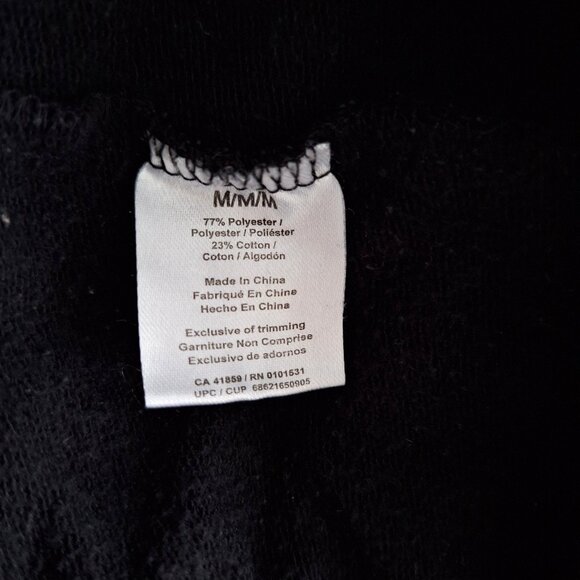 M/M/M
77% Polyester /
Polyester / Poliéster
23% Cotton /
Coton / Algodón
Made In China
Fabriqué En Chine
Hecho En China
Exclusive of trimming
Garniture Non Comprise
Exclusivo de adornos
CA 41859 / RN 0101531
UPC / CUP 68621650905